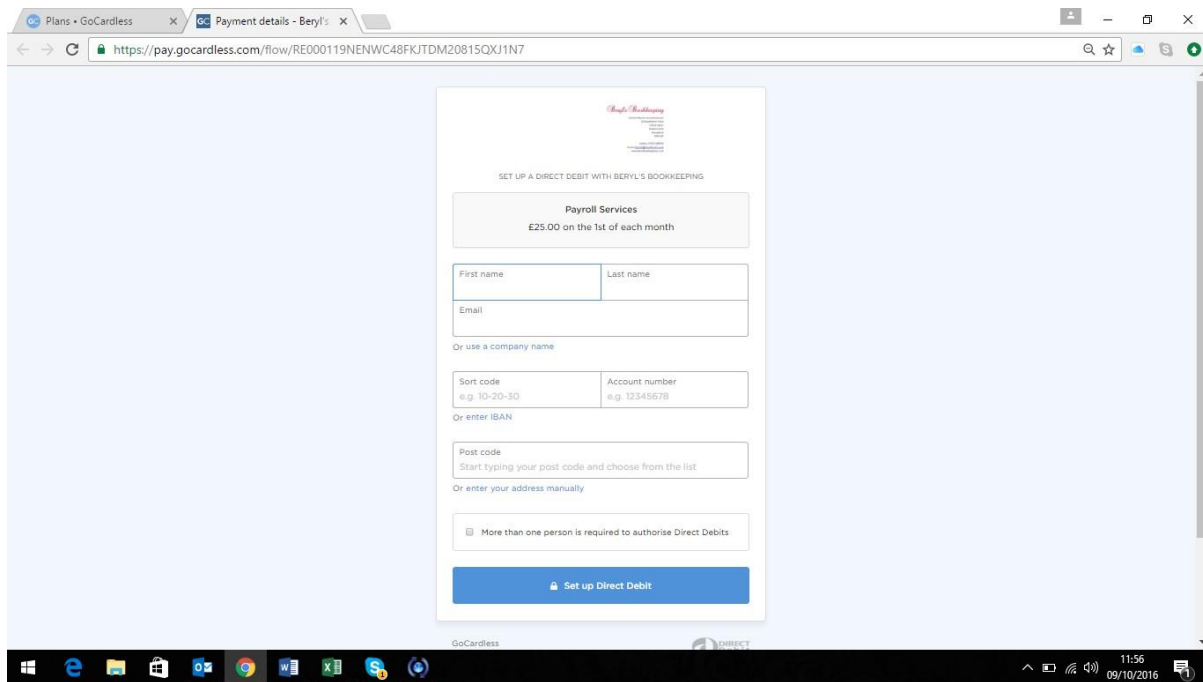 Plans • GoCardless
Payment details - Beryl's
https://pay.gocardless.com/flow/RE000119NENWC48FKJTDM20815QXJ1N7
Beryl's Bookkeeping
SET UP A DIRECT DEBIT WITH BERYL'S BOOKKEEPING
Payroll Services
£25.00 on the 1st of each month
First name Last name
Email
Or use a company name
Sort code Account number
e.g. 10-20-30 e.g. 12345678
Or enter IBAN
Post code
Start typing your post code and choose from the list
Or enter your address manually
More than one person is required to authorise Direct Debits
Set up Direct Debit
GoCardless DIRECT
11:56
09/10/2016